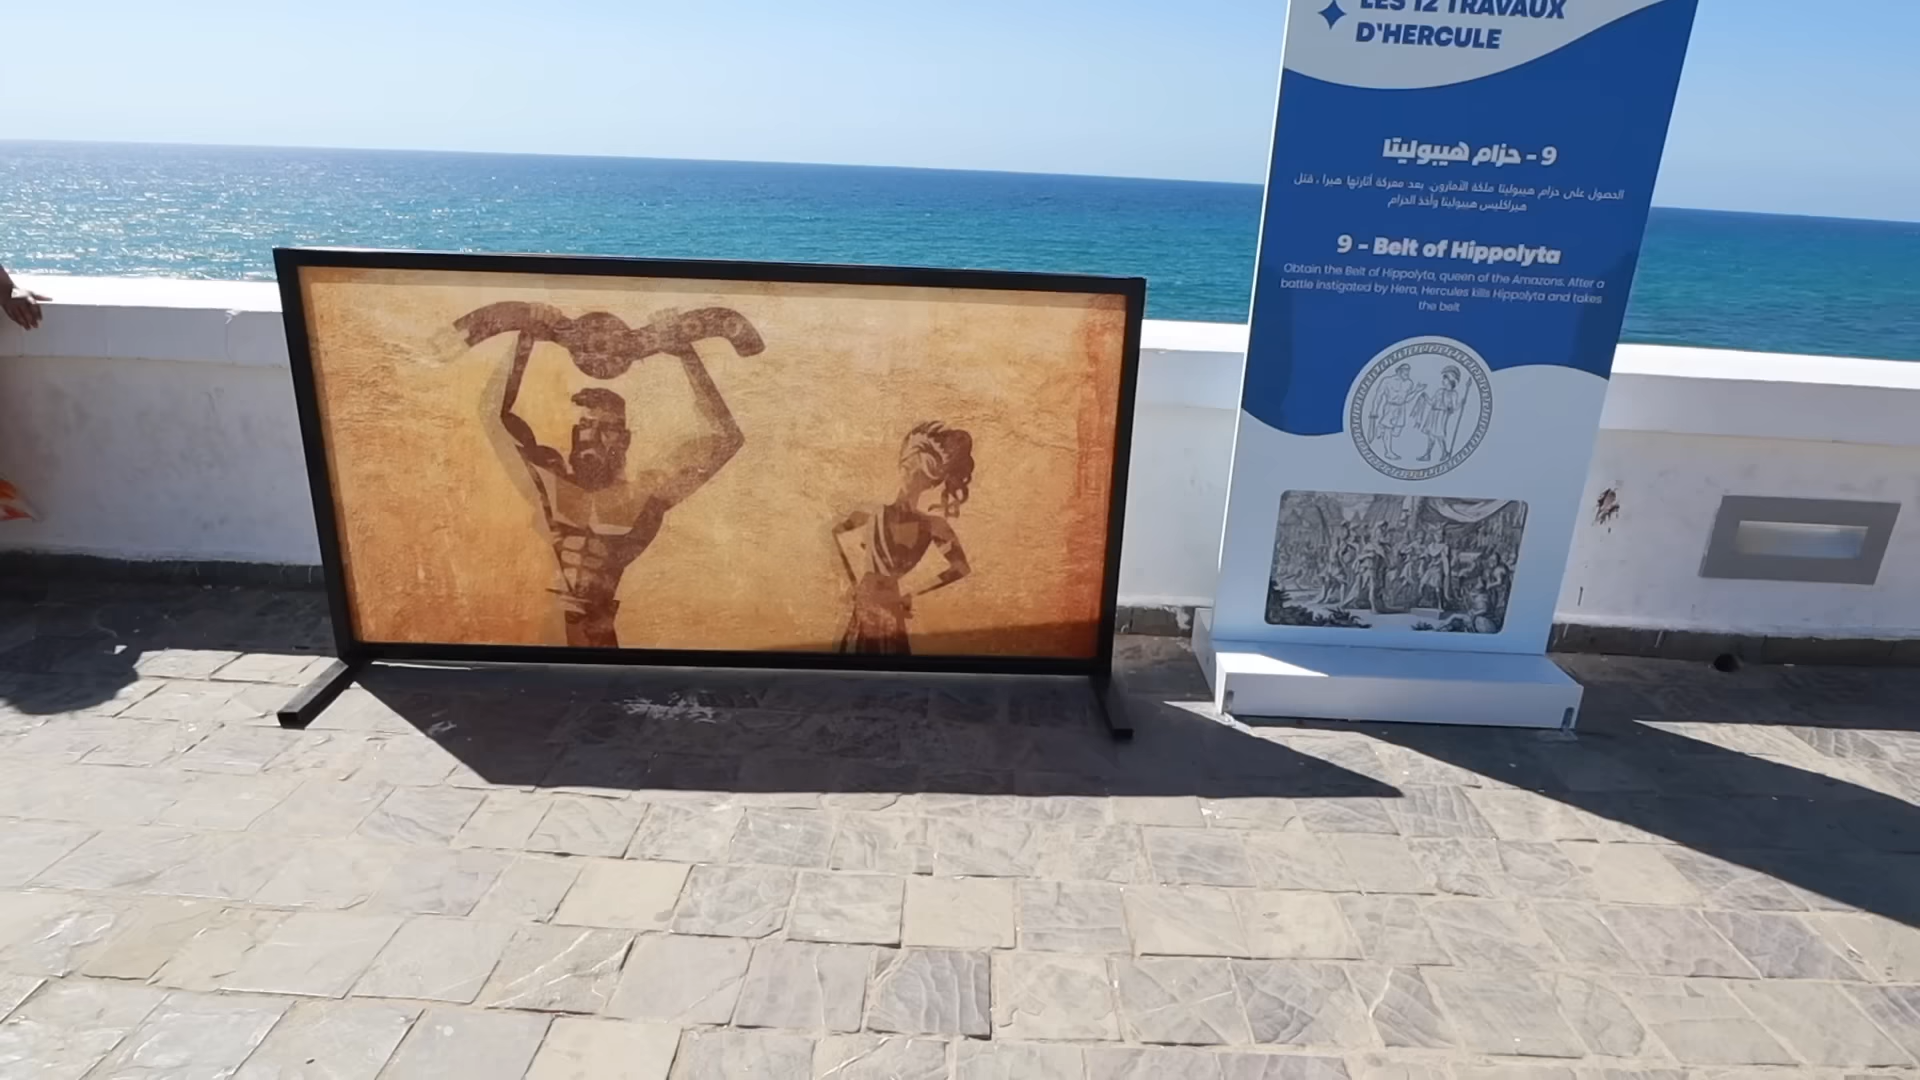 LES 12 TRAVAUX
D'HERCULE
9 - حزام هيبوليتا
الحصول على حزام هيبوليتا ملكة الأمازون. بعد معركة أثارتها هيرا ، قتل
هيراكليس هيبوليتا وأخذ الحزام
9 - Belt of Hippolyta
Obtain the Belt of Hippolyta, queen of the Amazons. After a
battle instigated by Hera, Hercules kills Hippolyta and takes
the belt